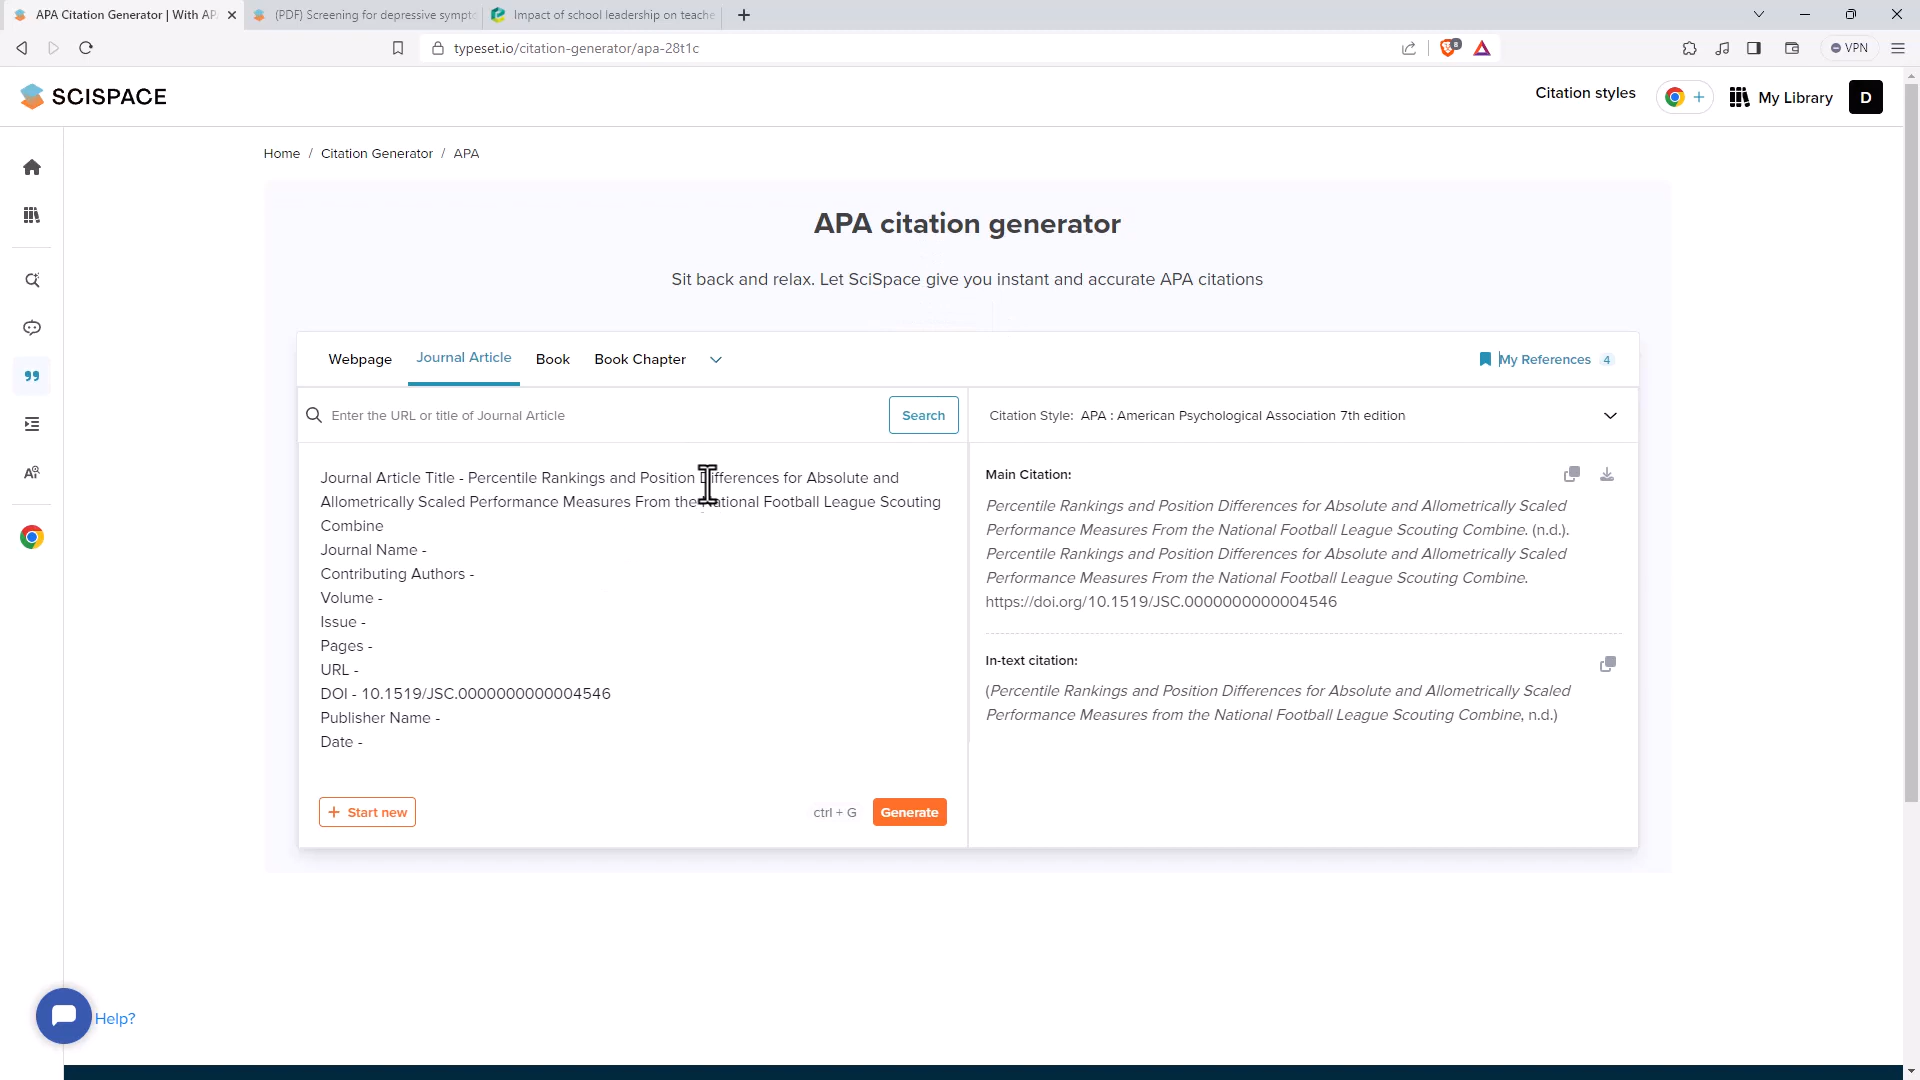 APA Citation Generator | With AP
(PDF) Screening for depressive sympt
Impact of school leadership on teache
typeset.io/citation-generator/apa-28t1c
8
VPN
SCISPACE
Citation styles
My Library
D
Home / Citation Generator / APA
APA citation generator
Sit back and relax. Let SciSpace give you instant and accurate APA citations
Webpage
Journal Article
Book
Book Chapter
My References 4
Enter the URL or title of Journal Article
Search
Citation Style: APA : American Psychological Association 7th edition
Journal Article Title - Percentile Rankings and Position Differences for Absolute and
Allometrically Scaled Performance Measures From the National Football League Scouting
Combine
Journal Name -
Contributing Authors -
Volume -
Issue -
Pages -
URL -
DOI - 10.1519/JSC.0000000000004546
Publisher Name -
Date -
+ Start new
ctrl + G
Generate
Main Citation:
Percentile Rankings and Position Differences for Absolute and Allometrically Scaled
Performance Measures From the National Football League Scouting Combine. (n.d.).
Percentile Rankings and Position Differences for Absolute and Allometrically Scaled
Performance Measures From the National Football League Scouting Combine.
https://doi.org/10.1519/JSC.0000000000004546
In-text citation:
(Percentile Rankings and Position Differences for Absolute and Allometrically Scaled
Performance Measures from the National Football League Scouting Combine, n.d.)
Help?